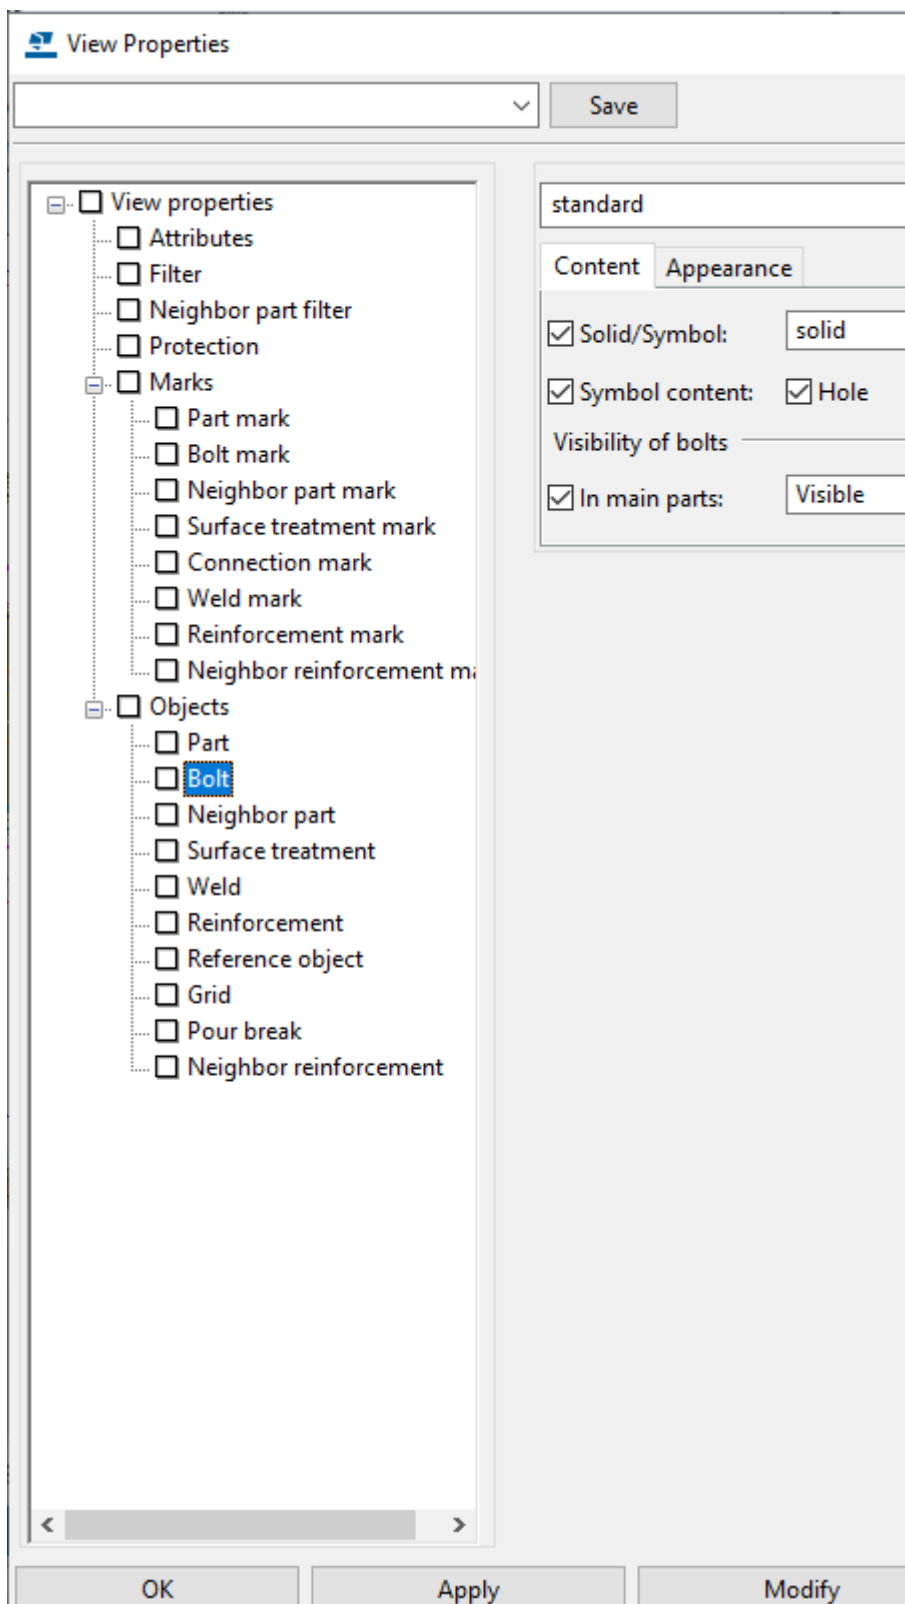 View Properties
Save
View properties
Attributes
Filter
Neighbor part filter
Protection
Marks
Part mark
Bolt mark
Neighbor part mark
Surface treatment mark
Connection mark
Weld mark
Reinforcement mark
Neighbor reinforcement ma
Objects
Part
Bolt
Neighbor part
Surface treatment
Weld
Reinforcement
Reference object
Grid
Pour break
Neighbor reinforcement
standard
Content Appearance
Solid/Symbol: solid
Symbol content: Hole
Visibility of bolts
In main parts: Visible
OK Apply Modify